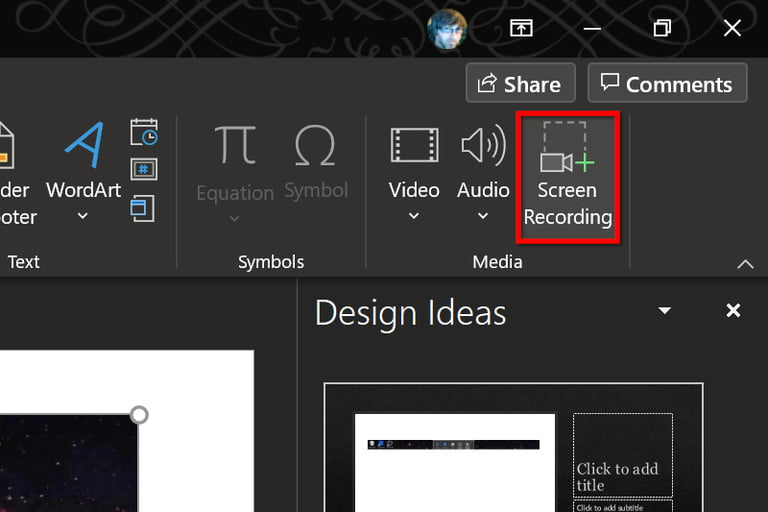 Share
Comments
der
oter
WordArt
Equation
Symbol
Video
Audio
Screen
Recording
Text
Symbols
Media
Design Ideas
Click to add
title
Click to add subtitle